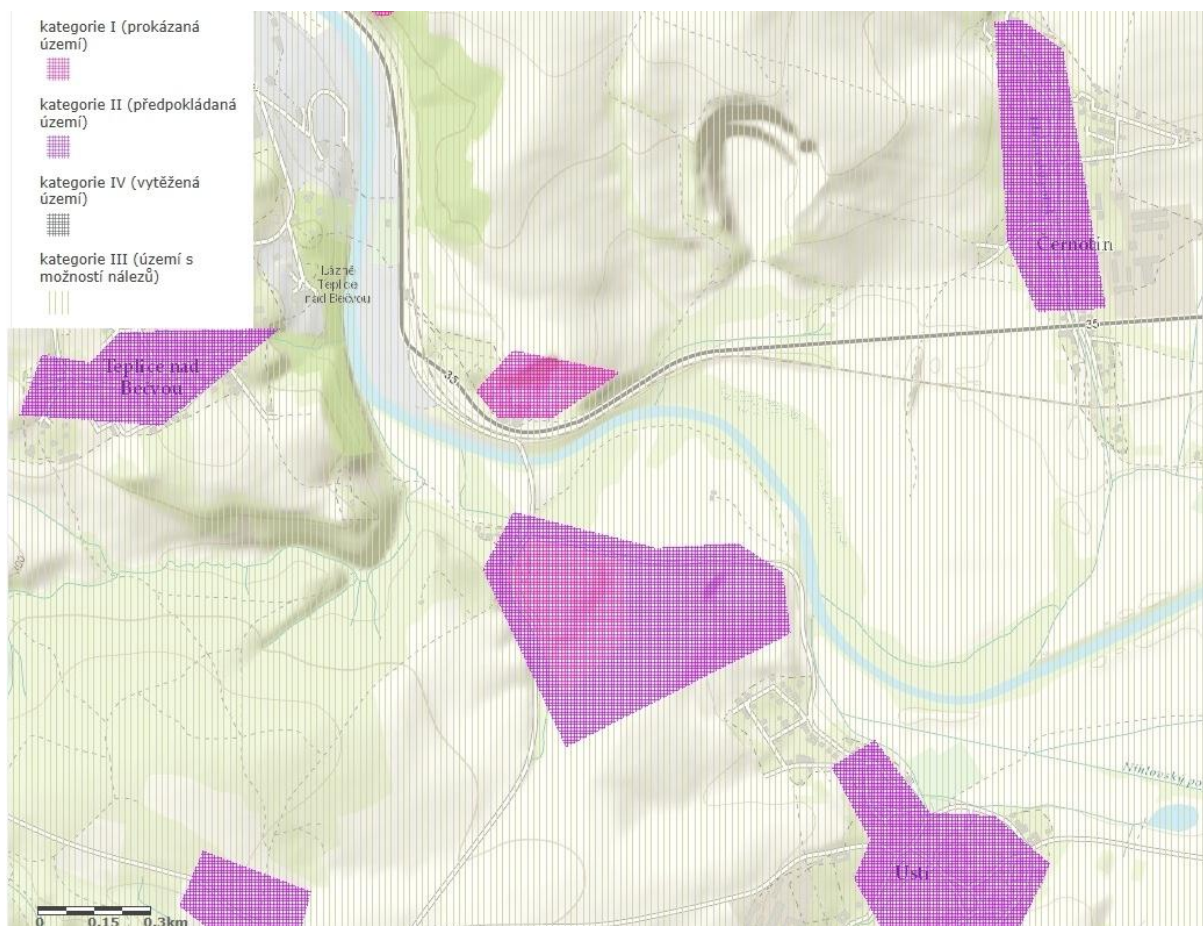 kategorie I (prokázaná
území)
kategorie II (předpokládaná
území)
kategorie IV (vytěžená
území)
kategorie III (území s
možností nálezů)
Lázně
Teplice
nad Bečvou
Černotín
35
Teplice nad
Bečvou
35
Ústí
0 0.15 0.3km